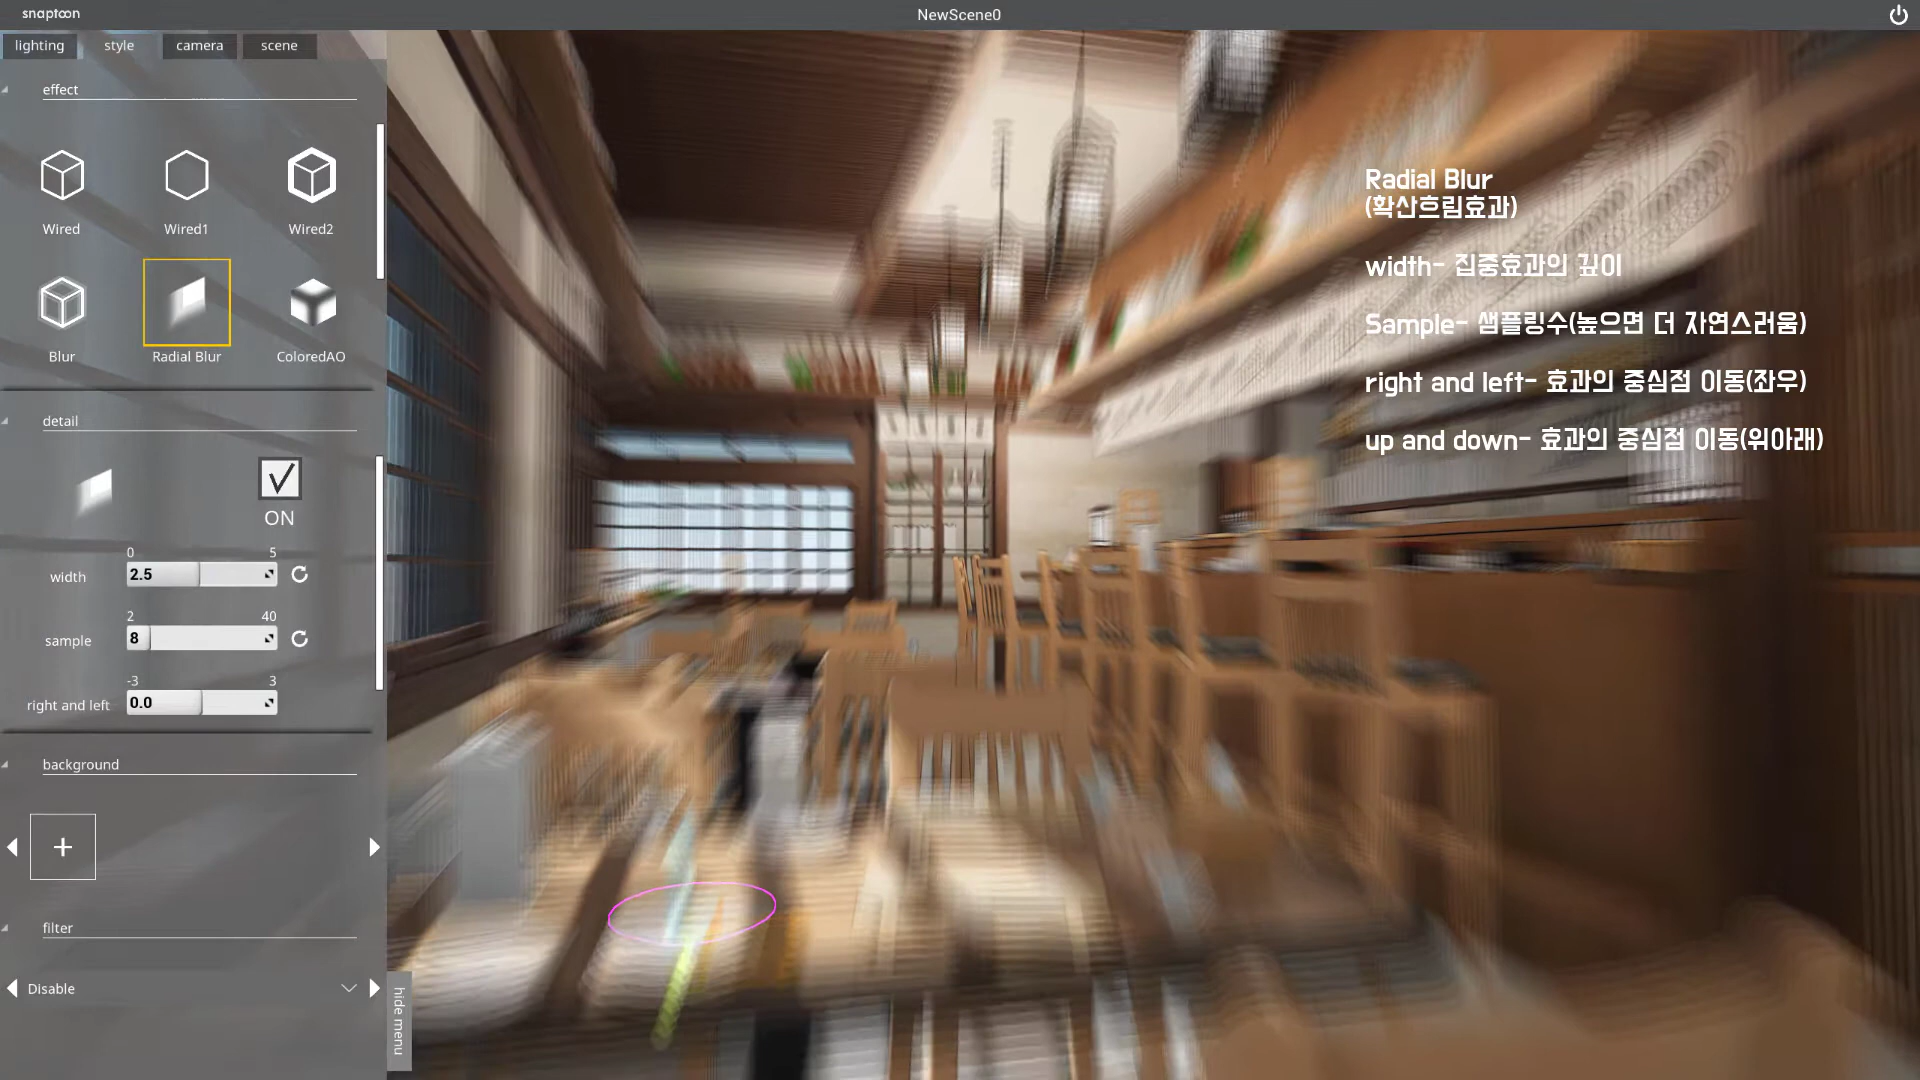 snaptoon
NewScene0
lighting
style
camera
scene
effect
Wired
Wired1
Wired2
Blur
Radial Blur
ColoredAO
detail
ON
0
5
width
2.5
2
40
sample
8
-3
3
right and left
0.0
background
+
filter
Disable
hide menu
Radial Blur
(확산흐림효과)
width- 집중효과의 깊이
Sample- 샘플링수(높으면 더 자연스러움)
right and left- 효과의 중심점 이동(좌우)
up and down- 효과의 중심점 이동(위아래)